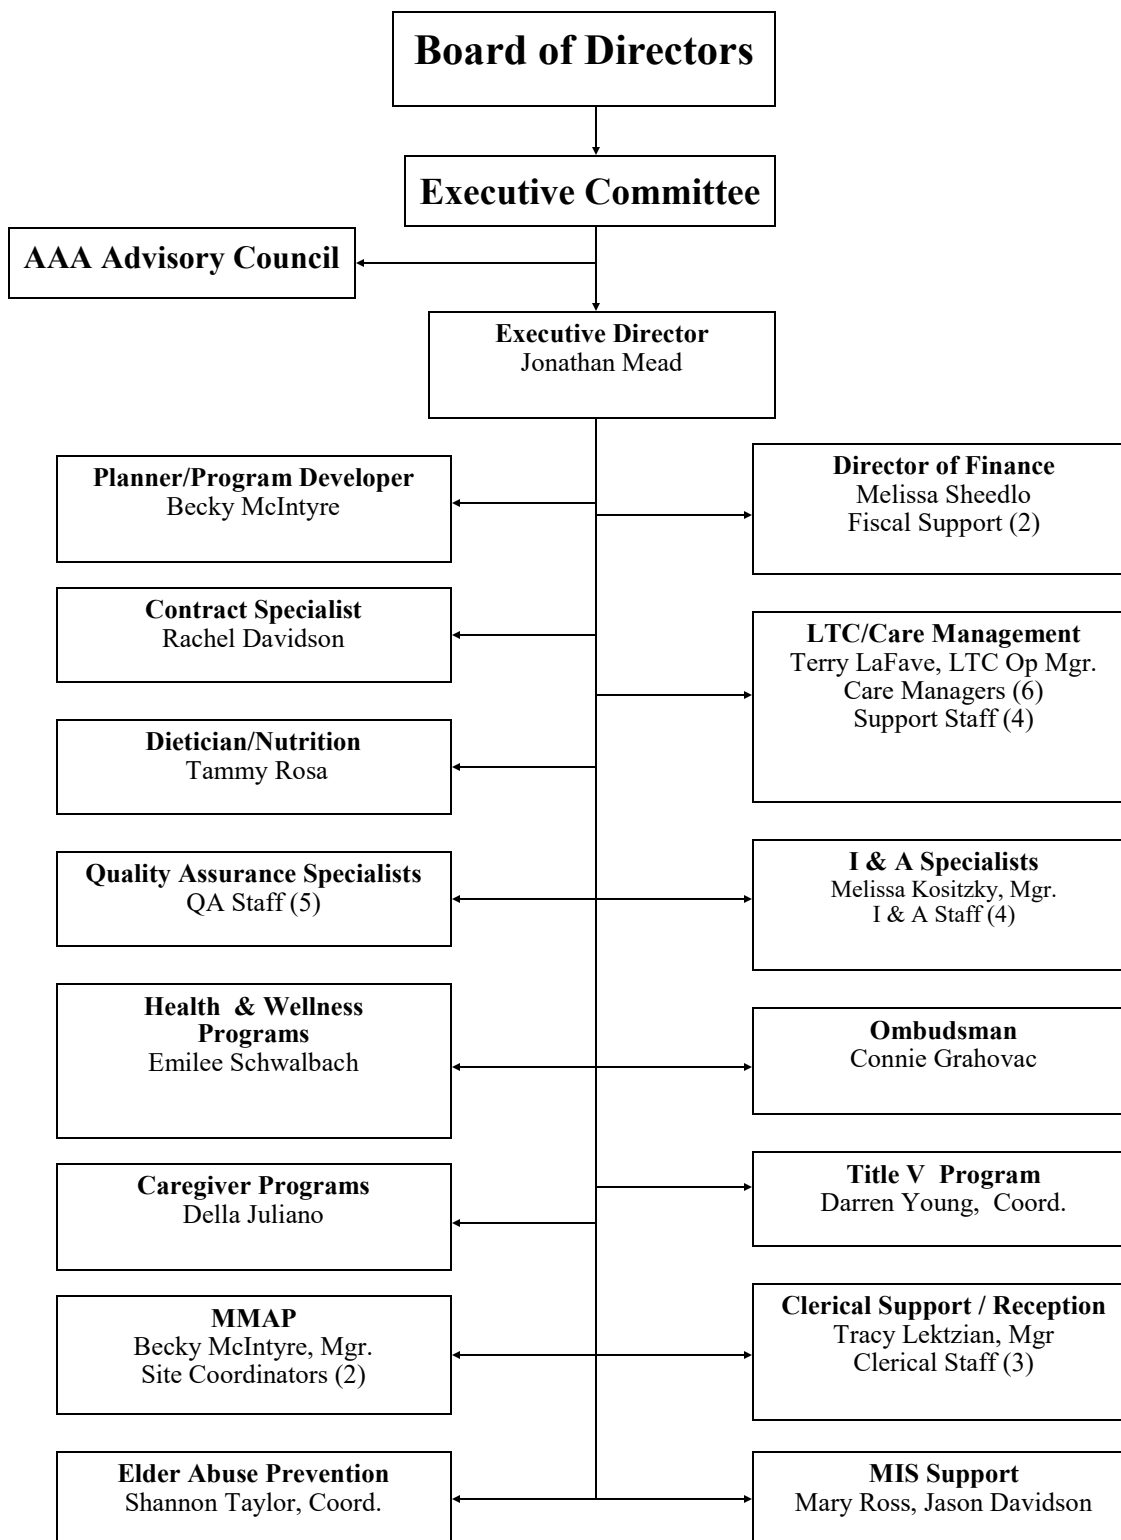 Board of Directors
Executive Committee
AAA Advisory Council
Executive Director
Jonathan Mead
Planner/Program Developer
Becky McIntyre
Director of Finance
Melissa Sheedlo
Fiscal Support (2)
Contract Specialist
Rachel Davidson
LTC/Care Management
Terry LaFave, LTC Op Mgr.
Care Managers (6)
Support Staff (4)
Dietician/Nutrition
Tammy Rosa
Quality Assurance Specialists
QA Staff (5)
I & A Specialists
Melissa Kositzky, Mgr.
I & A Staff (4)
Health & Wellness
Programs
Emilee Schwalbach
Ombudsman
Connie Grahovac
Caregiver Programs
Della Juliano
Title V Program
Darren Young, Coord.
MMAP
Becky McIntyre, Mgr.
Site Coordinators (2)
Clerical Support / Reception
Tracy Lektzian, Mgr
Clerical Staff (3)
Elder Abuse Prevention
Shannon Taylor, Coord.
MIS Support
Mary Ross, Jason Davidson